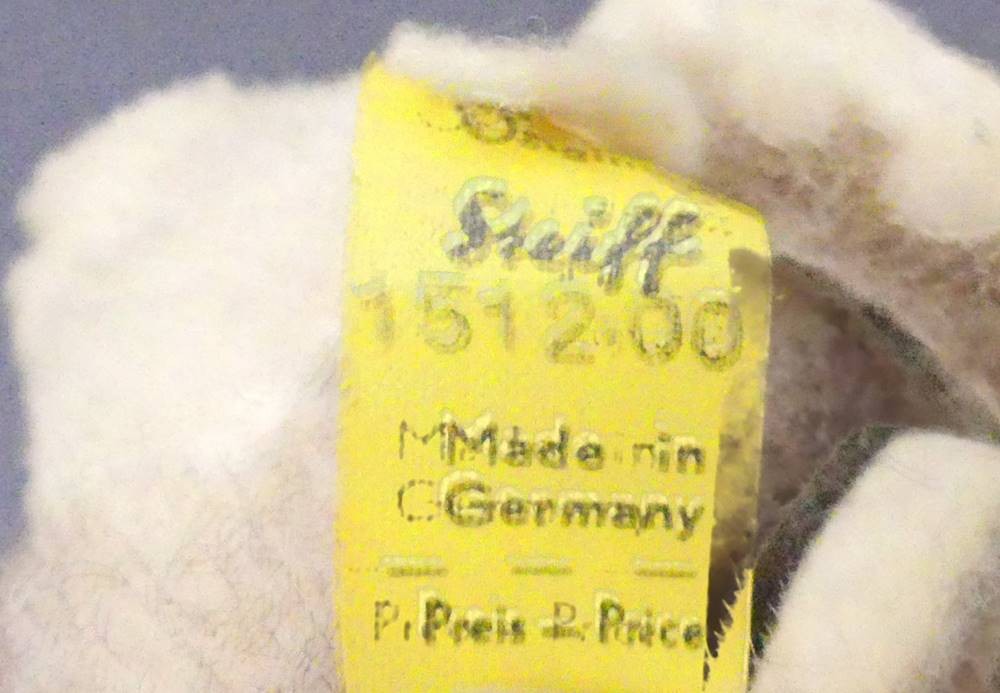 Steiff
1512.00
Made in
Germany
Preis - Price